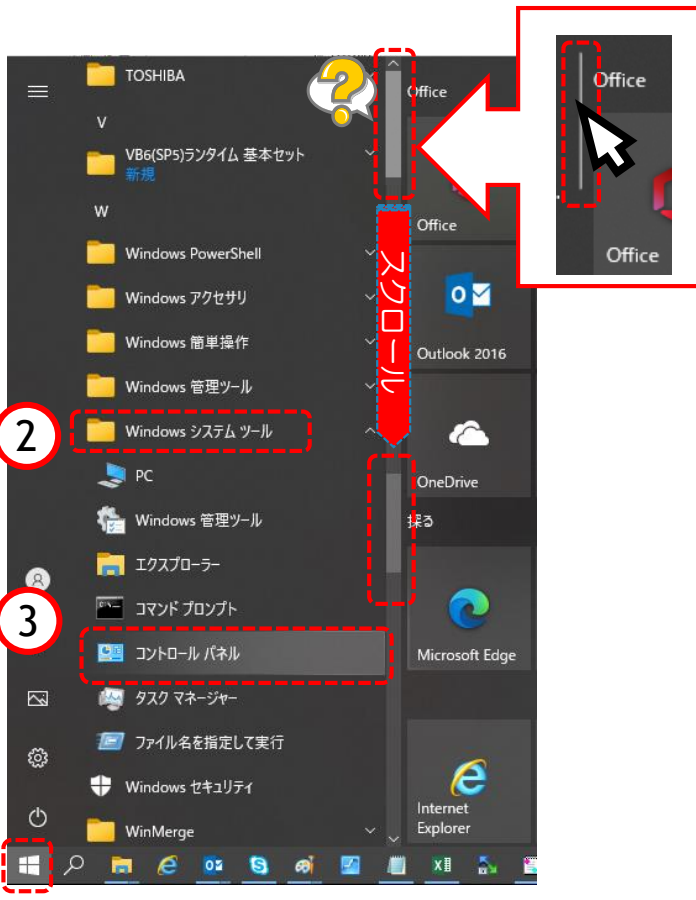 TOSHIBA
V
VB6(SP5)ランタイム 基本セット
新規
W
Windows PowerShell
Windows アクセサリ
Windows 簡単操作
Windows 管理ツール
2
Windows システム ツール
PC
Windows 管理ツール
エクスプローラー
コマンド プロンプト
3
コントロール パネル
タスク マネージャー
ファイル名を指定して実行
Windows セキュリティ
WinMerge
?
スクロール
Office
Office
Outlook 2016
OneDrive
探る
Microsoft Edge
Internet
Explorer
Office
Office